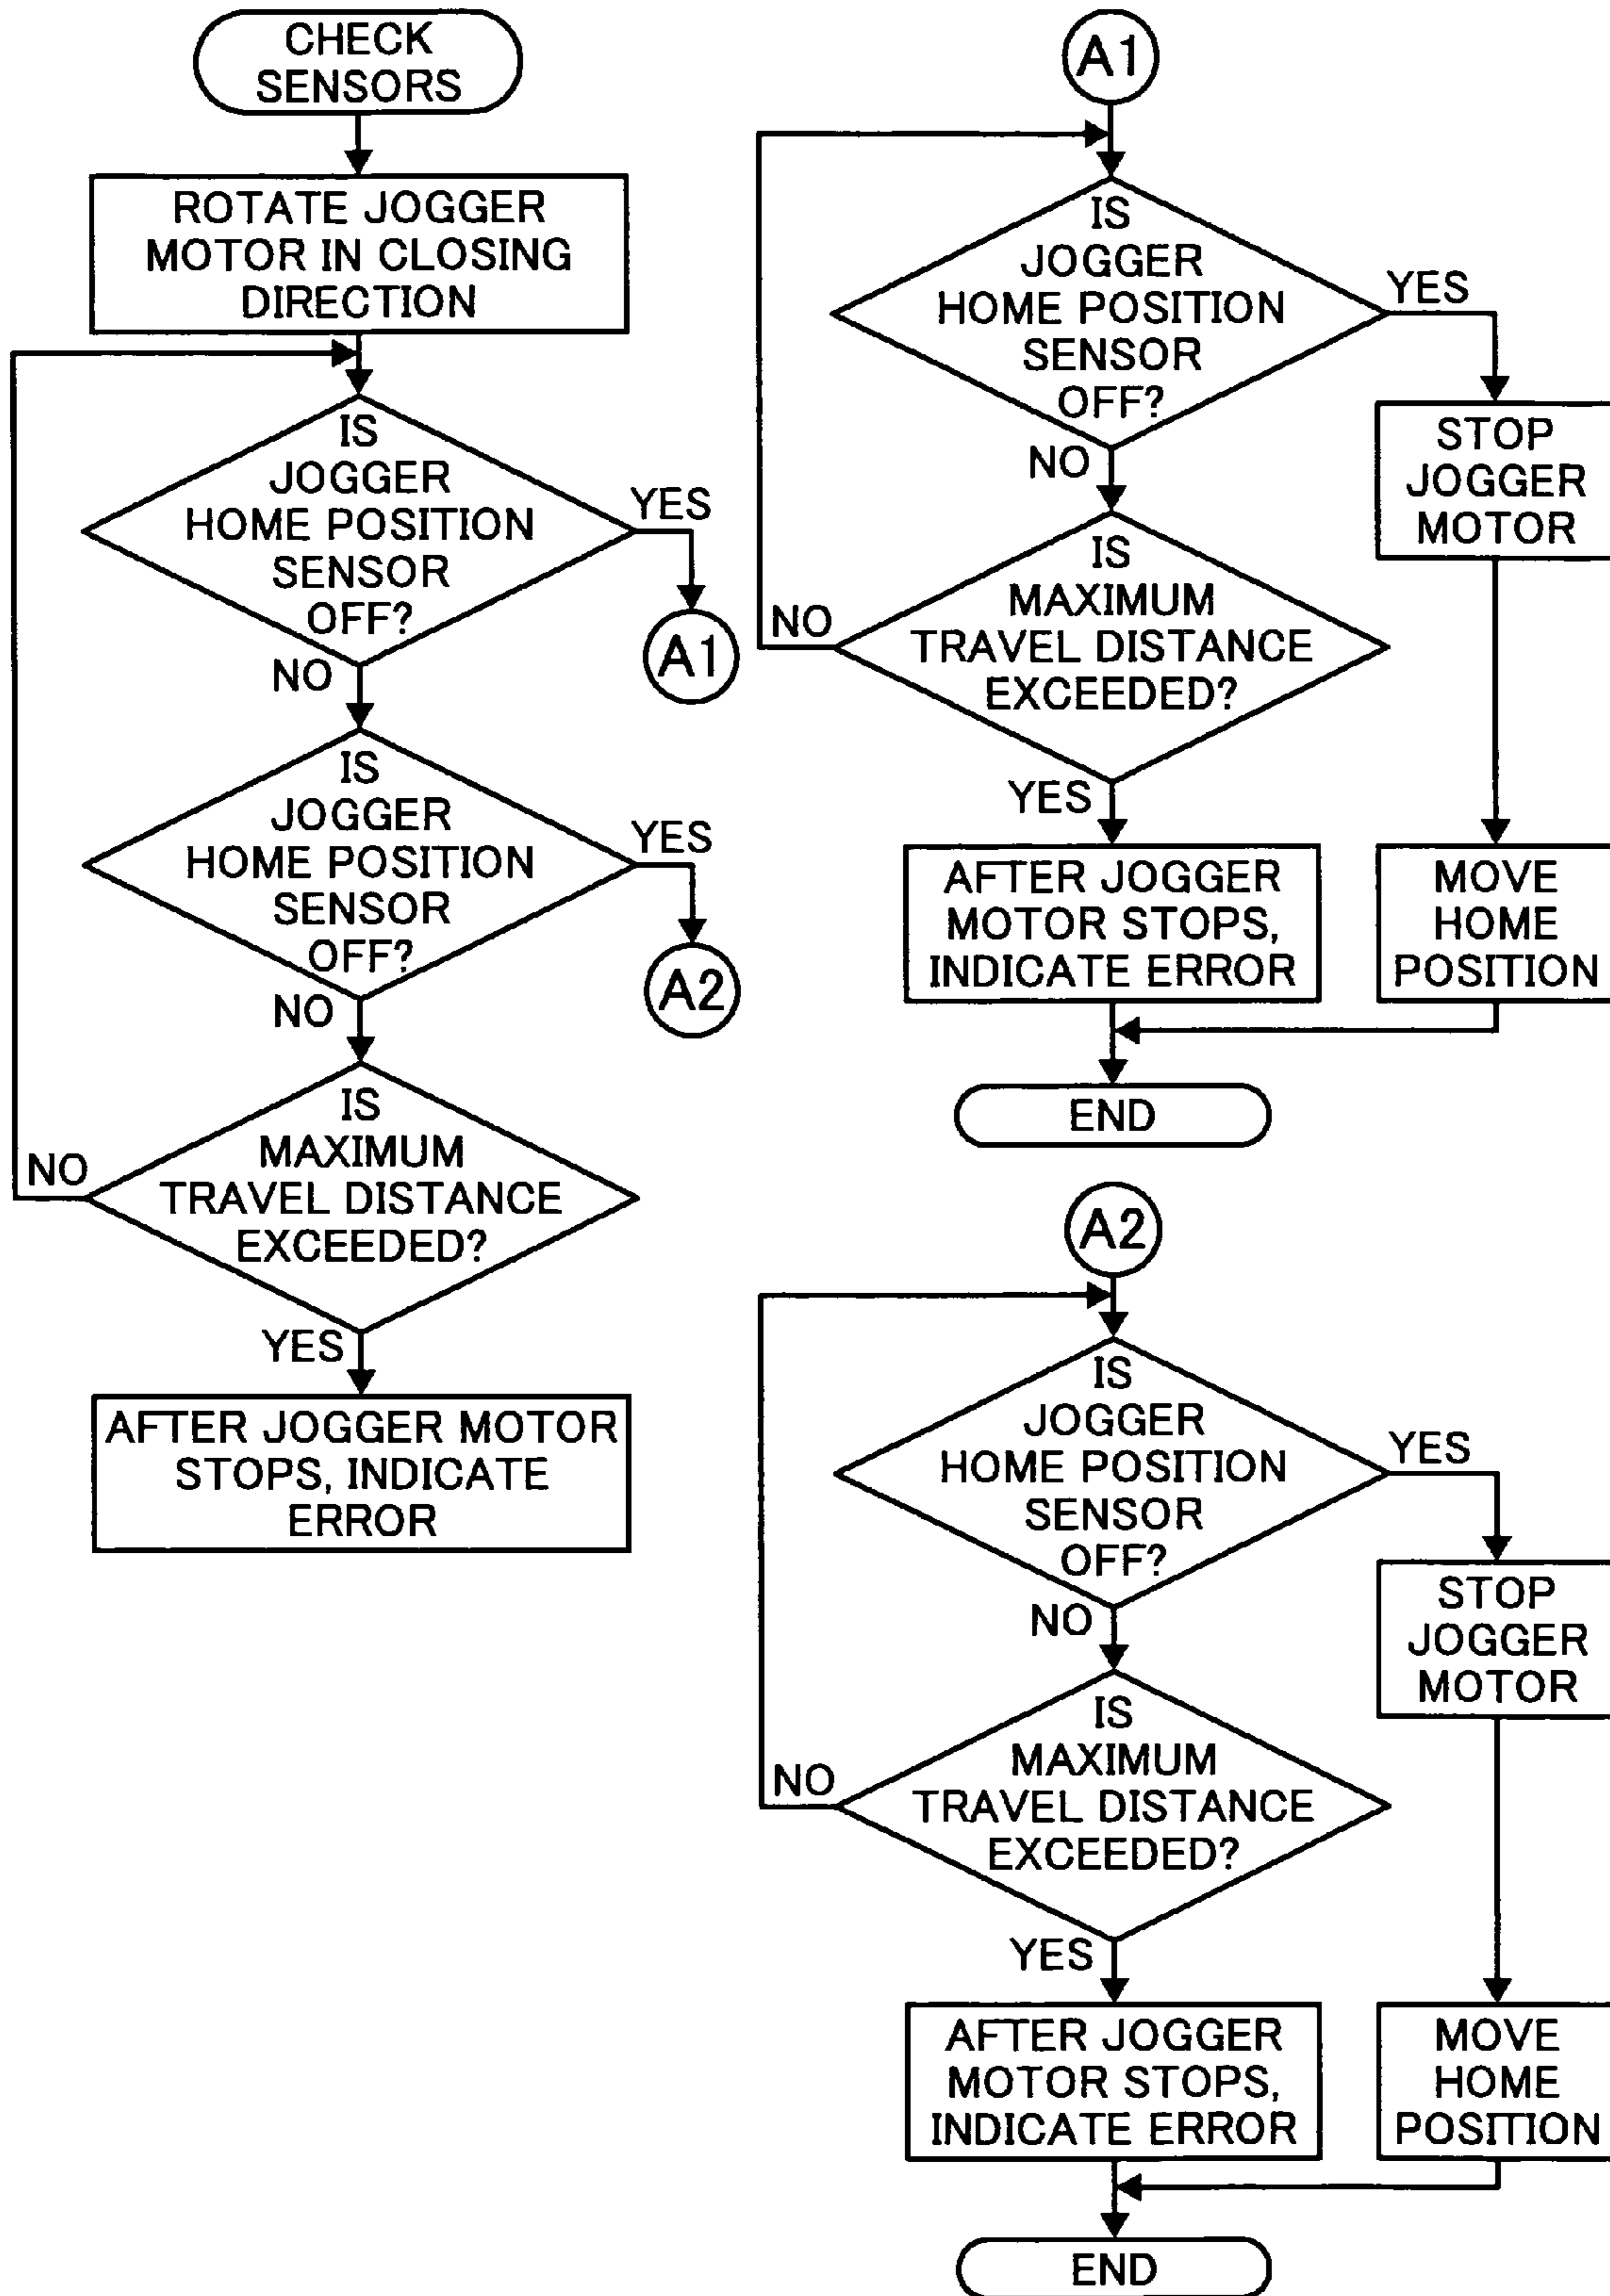 CHECK
SENSORS
ROTATE JOGGER
MOTOR IN CLOSING
DIRECTION
IS
JOGGER
HOME POSITION
SENSOR
OFF?
YES
A1
NO
IS
JOGGER
HOME POSITION
SENSOR
OFF?
YES
A2
NO
IS
MAXIMUM
TRAVEL DISTANCE
EXCEEDED?
NO
YES
AFTER JOGGER MOTOR
STOPS, INDICATE
ERROR
A1
IS
JOGGER
HOME POSITION
SENSOR
OFF?
YES
STOP
JOGGER
MOTOR
NO
IS
MAXIMUM
TRAVEL DISTANCE
EXCEEDED?
NO
YES
AFTER JOGGER
MOTOR STOPS,
INDICATE ERROR
MOVE
HOME
POSITION
END
A2
IS
JOGGER
HOME POSITION
SENSOR
OFF?
YES
STOP
JOGGER
MOTOR
NO
IS
MAXIMUM
TRAVEL DISTANCE
EXCEEDED?
NO
YES
AFTER JOGGER
MOTOR STOPS,
INDICATE ERROR
MOVE
HOME
POSITION
END